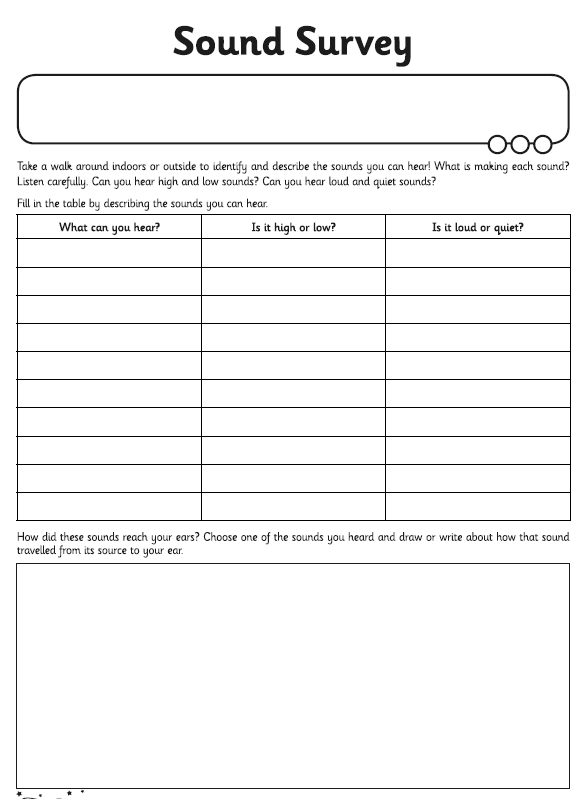 Sound Survey
Take a walk around indoors or outside to identify and describe the sounds you can hear! What is making each sound?
Listen carefully. Can you hear high and low sounds? Can you hear loud and quiet sounds?
Fill in the table by describing the sounds you can hear.
What can you hear? Is it high or low? Is it loud or quiet?
How did these sounds reach your ears? Choose one of the sounds you heard and draw or write about how that sound
travelled from its source to your ear.